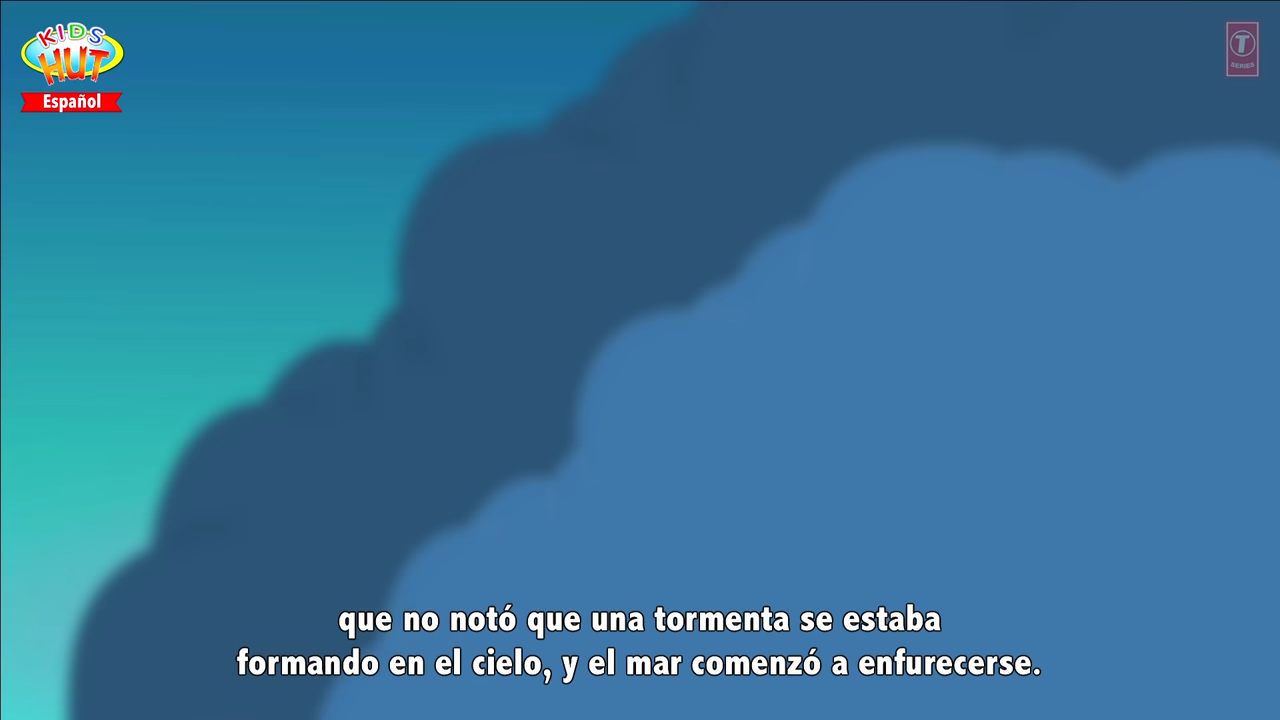 KIDS
HUT
Español
T
SERIES
que no notó que una tormenta se estaba
formando en el cielo, y el mar comenzó a enfurecerse.